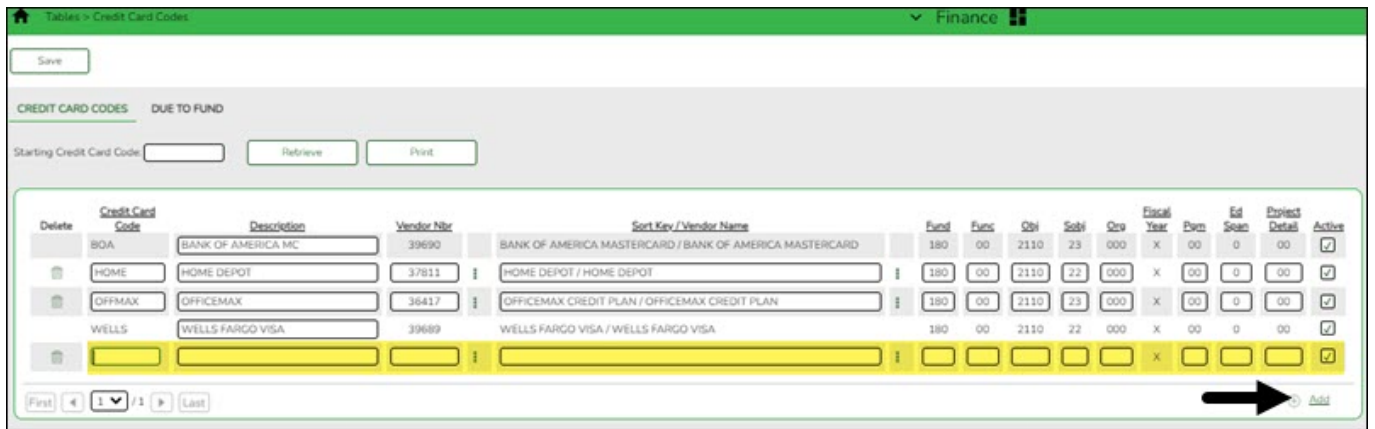 Tables > Credit Card Codes Finance
Save
CREDIT CARD CODES DUE TO FUND
Starting Credit Card Code: Retrieve Print
Delete Credit Card Code Description Vendor Nbr Sort Key / Vendor Name Fund Func Obj Sobj Org Fiscal Year Pgm Ed Span Project Detail Active
BOA BANK OF AMERICA MC 39690 BANK OF AMERICA MASTERCARD / BANK OF AMERICA MASTERCARD 180 00 2110 23 000 X 00 0 00
HOME HOME DEPOT 37811 HOME DEPOT / HOME DEPOT 180 00 2110 22 000 X 00 0 00
OFFMAX OFFICEMAX 36417 OFFICEMAX CREDIT PLAN / OFFICEMAX CREDIT PLAN 180 00 2110 23 000 X 00 0 00
WELLS WELLS FARGO VISA 39689 WELLS FARGO VISA / WELLS FARGO VISA 180 00 2110 22 000 X 00 0 00
X
First 1 / 1 Last Add